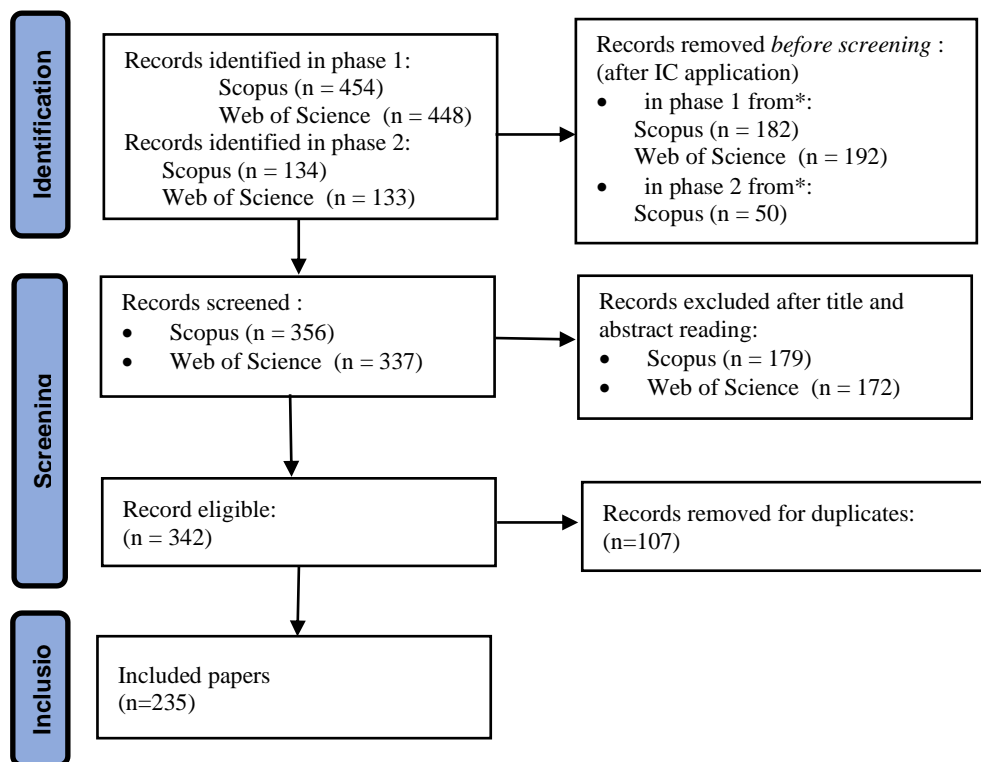 Identification
Records identified in phase 1:
Scopus (n = 454)
Web of Science (n = 448)
Records identified in phase 2:
Scopus (n = 134)
Web of Science (n = 133)
Records removed before screening :
(after IC application)
• in phase 1 from*:
Scopus (n = 182)
Web of Science (n = 192)
• in phase 2 from*:
Scopus (n = 50)
Screening
Records screened :
• Scopus (n = 356)
• Web of Science (n = 337)
Records excluded after title and
abstract reading:
• Scopus (n = 179)
• Web of Science (n = 172)
Record eligible:
(n = 342)
Records removed for duplicates:
(n=107)
Inclusio
Included papers
(n=235)